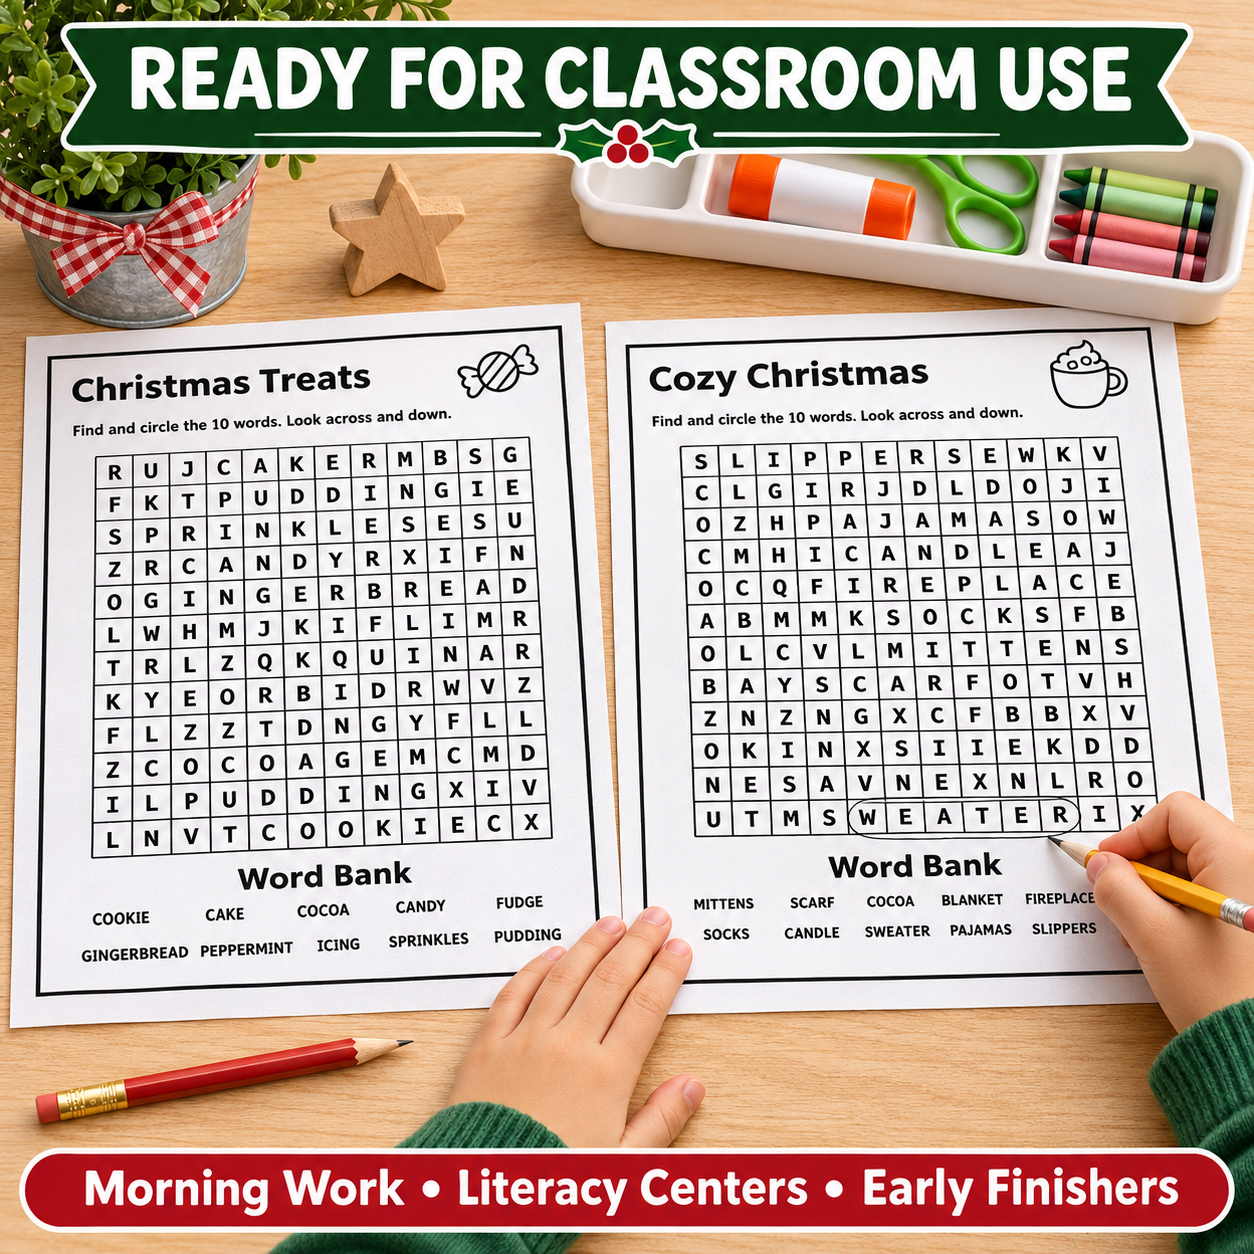 READY FOR CLASSROOM USE
Christmas Treats
Find and circle the 10 words. Look across and down.
R U J C A K E R M B S G
F K T P U D D I N G I E
S P R I N K L E S E S U
Z R C A N D Y R X I F N
O G I N G E R B R E A D
L W H M J K I F L I M R
T R L Z Q K Q U I N A R
K Y E O R B I D R W V Z
F L Z Z T D N G Y F L L
Z C O C O A G E M C M D
I L P U D D I N G X I V
L N V T C O O K I E C X
Word Bank
COOKIE CAKE COCOA CANDY FUDGE
GINGERBREAD PEPPERMINT ICING SPRINKLES PUDDING
Cozy Christmas
Find and circle the 10 words. Look across and down.
S L I P P E R S E W K V
C L G I R J D L D O J I
O Z H P A J A M A S O W
C M H I C A N D L E A J
O C Q F I R E P L A C E
A B M M K S O C K S F B
O L C V L M I T T E N S
B A Y S C A R F O T V H
Z N Z N G X C F B B X V
O K I N X S I I E K D D
N E S A V N E X N L R O
U T M S W E A T E R I X
Word Bank
MITTENS SCARF COCOA BLANKET FIREPLACE
SOCKS CANDLE SWEATER PAJAMAS SLIPPERS
Morning Work • Literacy Centers • Early Finishers